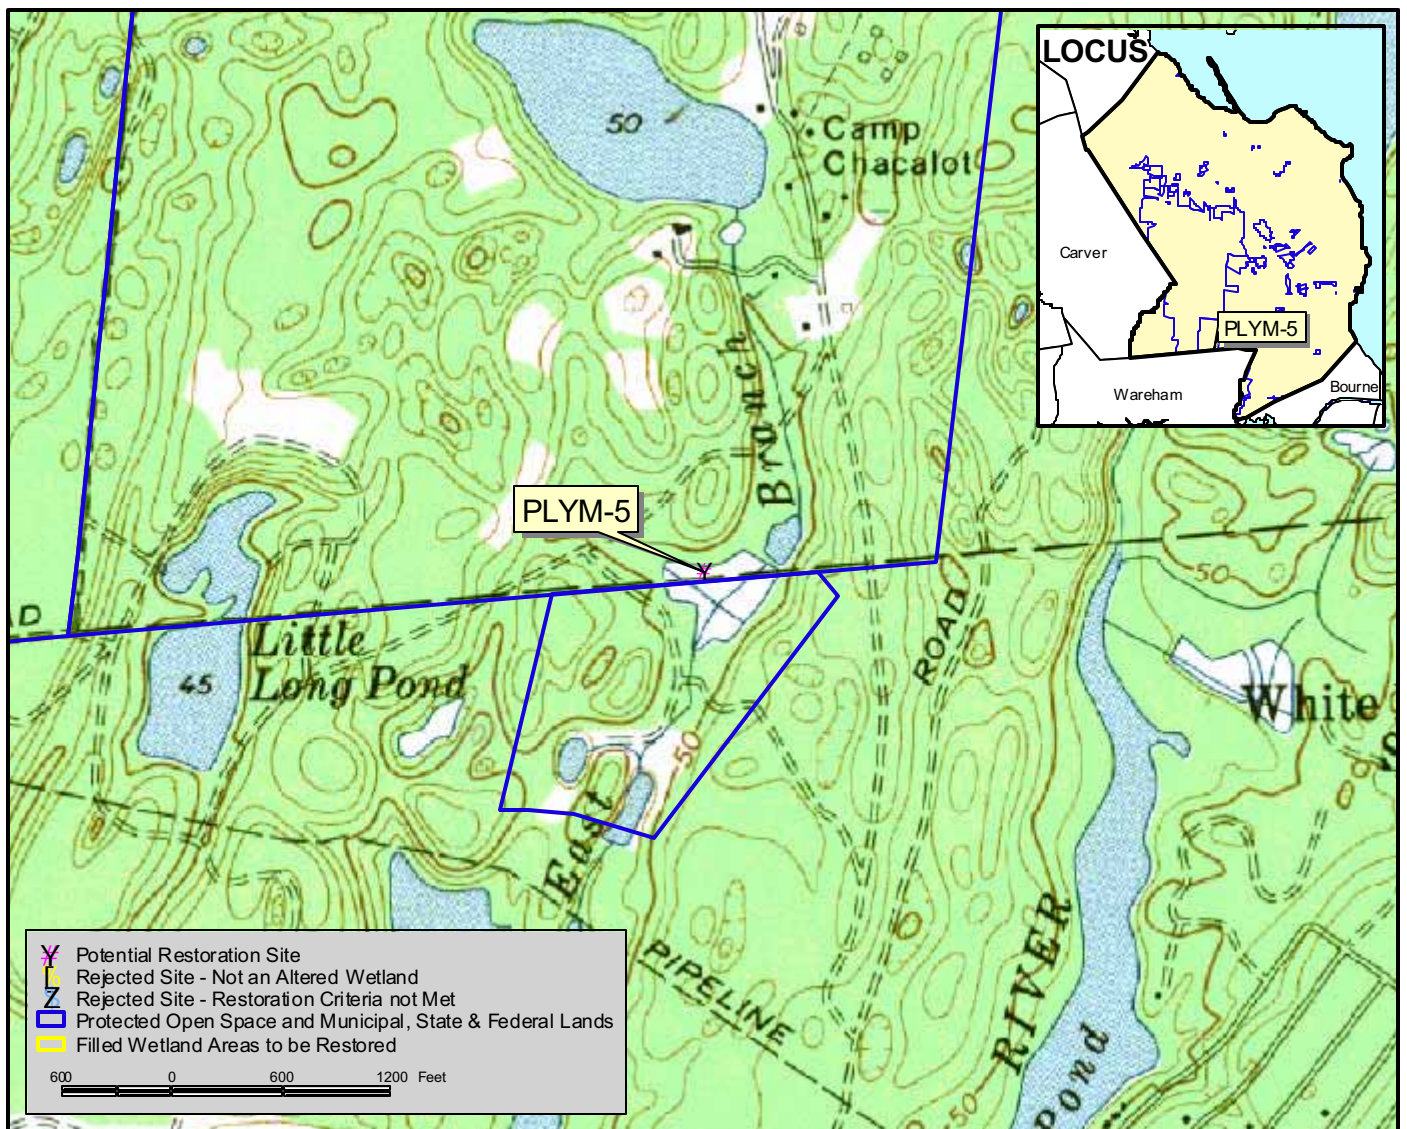 LOCUS
Carver
PLYM-5
Wareham
Bourne
50
Camp
Chacalot
Branch
PLYM-5
50
ROAD
Little
Long Pond
45
White
50
East
PIPELINE
RIVER
Pond
50
Y Potential Restoration Site
Rejected Site - Not an Altered Wetland
Z Rejected Site - Restoration Criteria not Met
Protected Open Space and Municipal, State & Federal Lands
Filled Wetland Areas to be Restored
600 0 600 1200 Feet